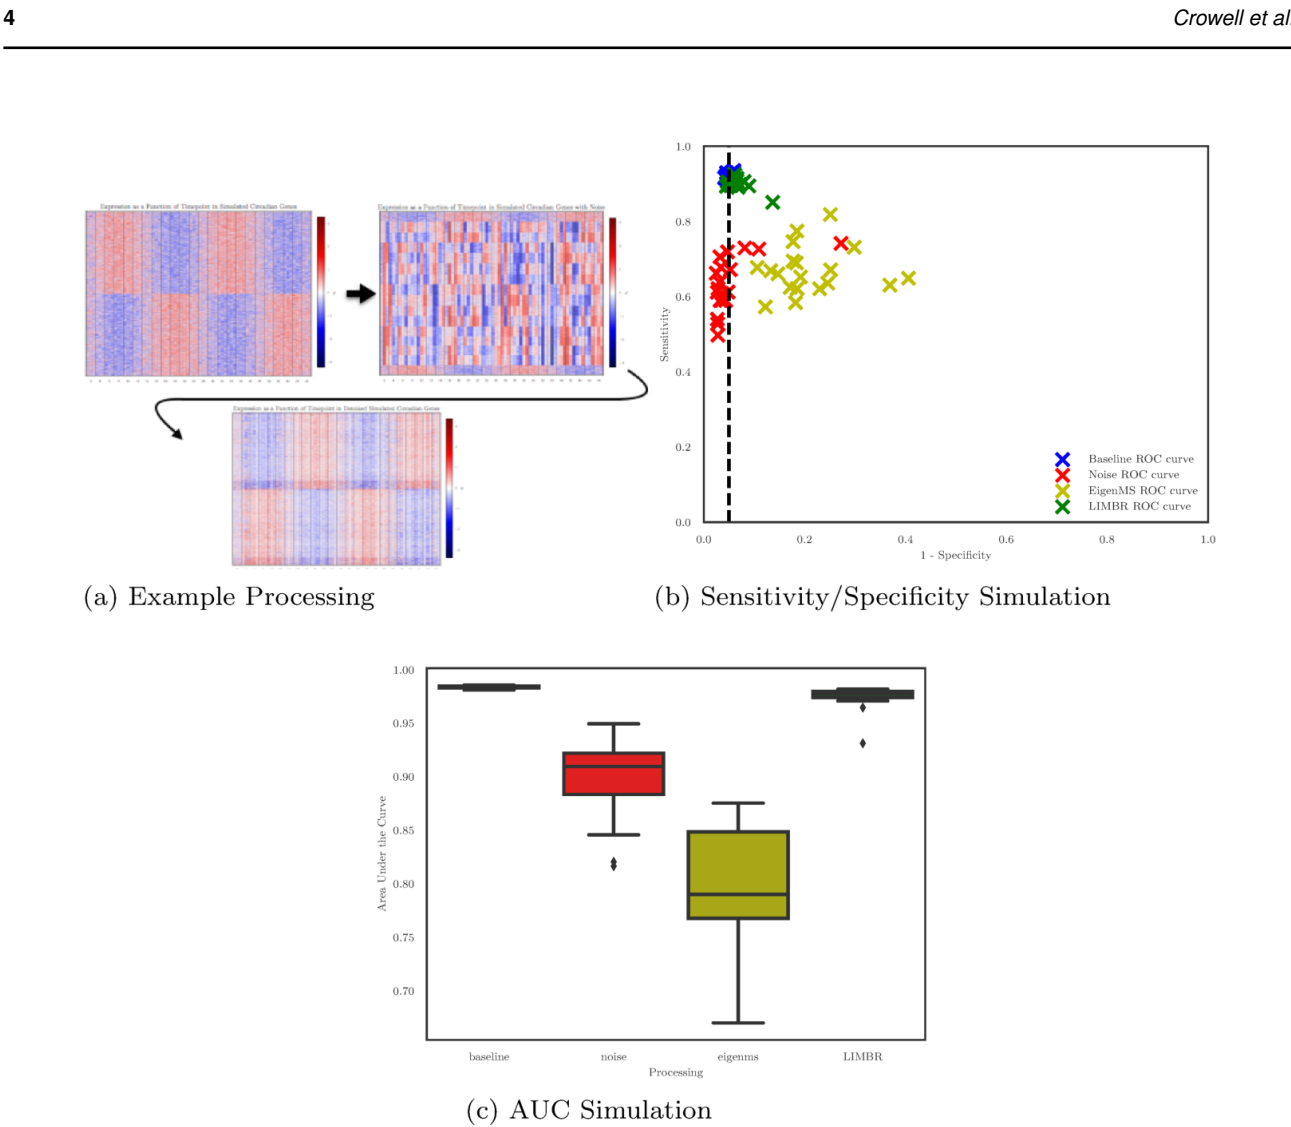 4
Crowell et al.
Expression as a Function of Timepoint in Simulated Circadian Genes
Expression as a Function of Timepoint in Simulated Circadian Genes with Noise
Expression as a Function of Timepoint in Denoised Simulated Circadian Genes
(a) Example Processing
1.0
0.8
0.6
0.4
0.2
0.0
Sensitivity
0.0 0.2 0.4 0.6 0.8 1.0
1 - Specificity
Baseline ROC curve
Noise ROC curve
EigenMS ROC curve
LIMBR ROC curve
(b) Sensitivity/Specificity Simulation
1.00
0.95
0.90
0.85
0.80
0.75
0.70
Area Under the Curve
baseline noise eigenms LIMBR
Processing
(c) AUC Simulation